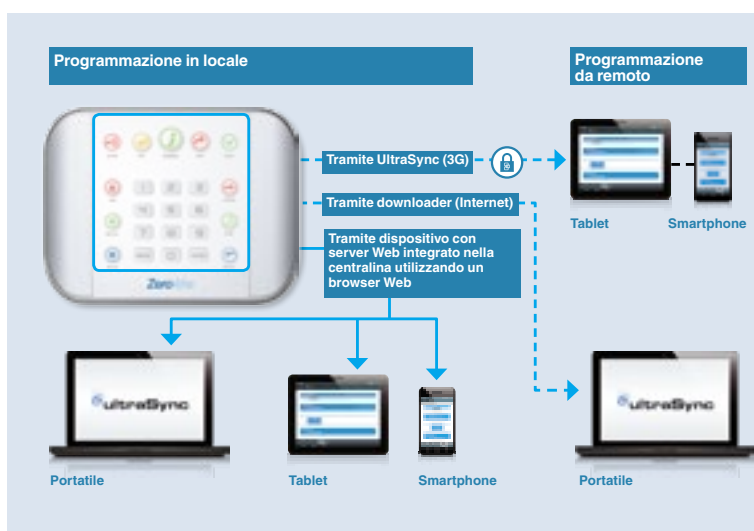 Programmazione in locale
Programmazione
da remoto
Tramite UltraSync (3G)
Tramite downloader (Internet)
Tramite dispositivo con
server Web integrato nella
centralina utilizzando un
browser Web
Tablet
Smartphone
ultraSync
ultraSync
Portatile
Tablet
Smartphone
Portatile